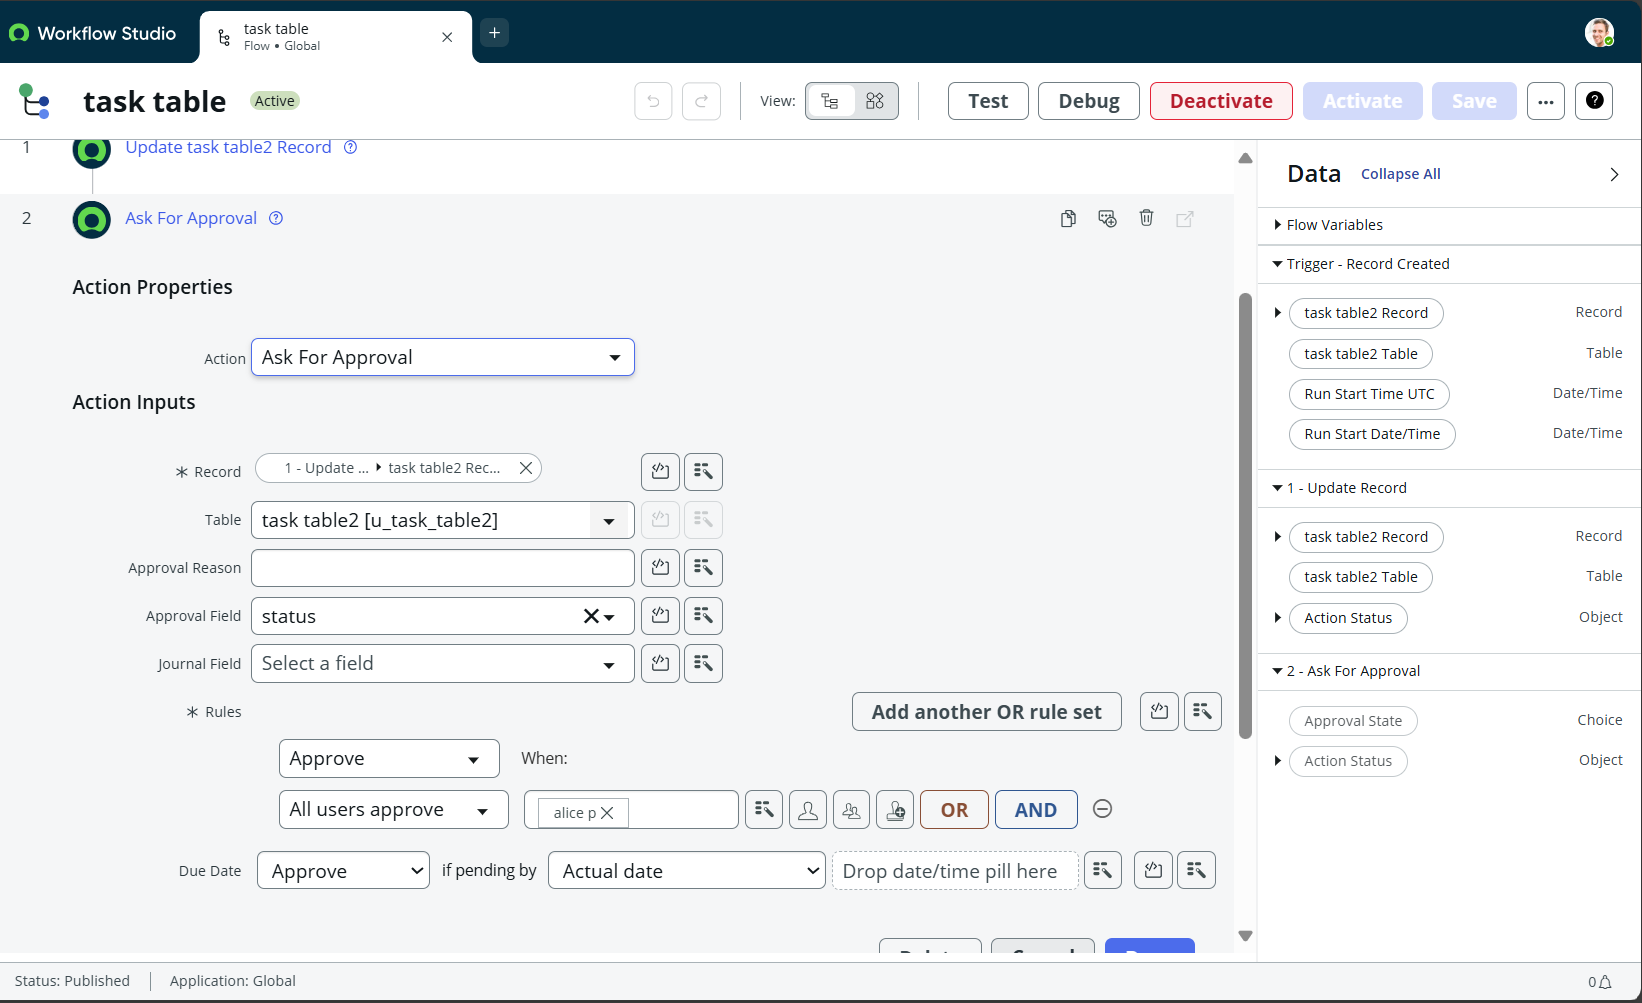 Workflow Studio
task table
Flow • Global
task table
Active
View:
Test
Debug
Deactivate
Activate
Save
1
Update task table2 Record
2
Ask For Approval
Action Properties
Action
Ask For Approval
Action Inputs
* Record
1 - Update ... ▸ task table2 Rec...
Table
task table2 [u_task_table2]
Approval Reason
Approval Field
status
Journal Field
Select a field
* Rules
Add another OR rule set
Approve
When:
All users approve
alice p
OR
AND
Due Date
Approve
if pending by
Actual date
Drop date/time pill here
Data
Collapse All
Flow Variables
Trigger - Record Created
task table2 Record
Record
task table2 Table
Table
Run Start Time UTC
Date/Time
Run Start Date/Time
Date/Time
1 - Update Record
task table2 Record
Record
task table2 Table
Table
Action Status
Object
2 - Ask For Approval
Approval State
Choice
Action Status
Object
Status: Published
Application: Global
0